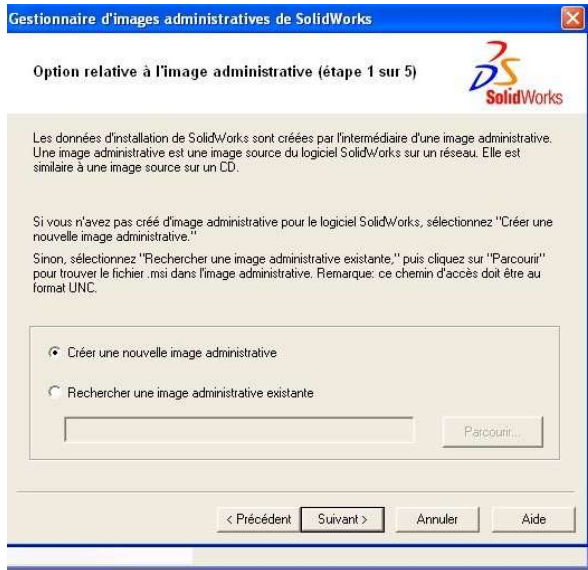 Gestionnaire d'images administratives de SolidWorks
Option relative à l'image administrative (étape 1 sur 5)
SolidWorks
Les données d'installation de SolidWorks sont créées par l'intermédiaire d'une image administrative.
Une image administrative est une image source du logiciel SolidWorks sur un réseau. Elle est
similaire à une image source sur un CD.
Si vous n'avez pas créé d'image administrative pour le logiciel SolidWorks, sélectionnez "Créer une
nouvelle image administrative."
Sinon, sélectionnez "Rechercher une image administrative existante," puis cliquez sur "Parcourir"
pour trouver le fichier .msi dans l'image administrative. Remarque: ce chemin d'accès doit être au
format UNC.
Créer une nouvelle image administrative
Rechercher une image administrative existante
Parcourir...
< Précédent Suivant > Annuler Aide